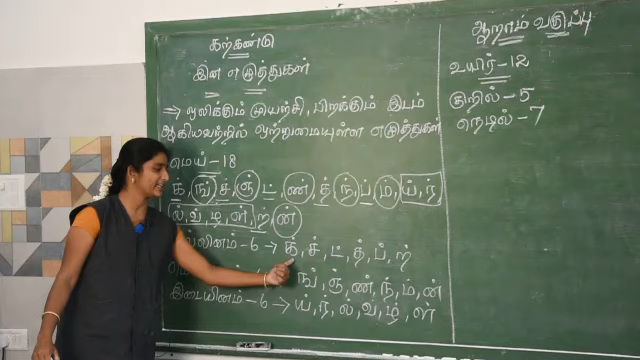 கற்கண்டு
இன எழுத்துகள்
⇒ ஒலிக்கும் முயற்சி, பிறக்கும் இடம்
ஆகியவற்றில் ஒற்றுமையுள்ள எழுத்துகள்
மெய் - 18
க், ங், ச், ஞ், ட், ண், த், ந், ப், ம், ய், ர்
ல், வ், ழ், ள், ற், ன்
லினம் - 6 → க், ச், ட், த், ப், ற்
ங், ஞ், ண், ந், ம், ன்
இடையினம் - 6 → ய், ர், ல், வ், ழ், ள்
ஆறாம் வகுப்பு
உயிர் - 12
குறில் - 5
நெடில் - 7